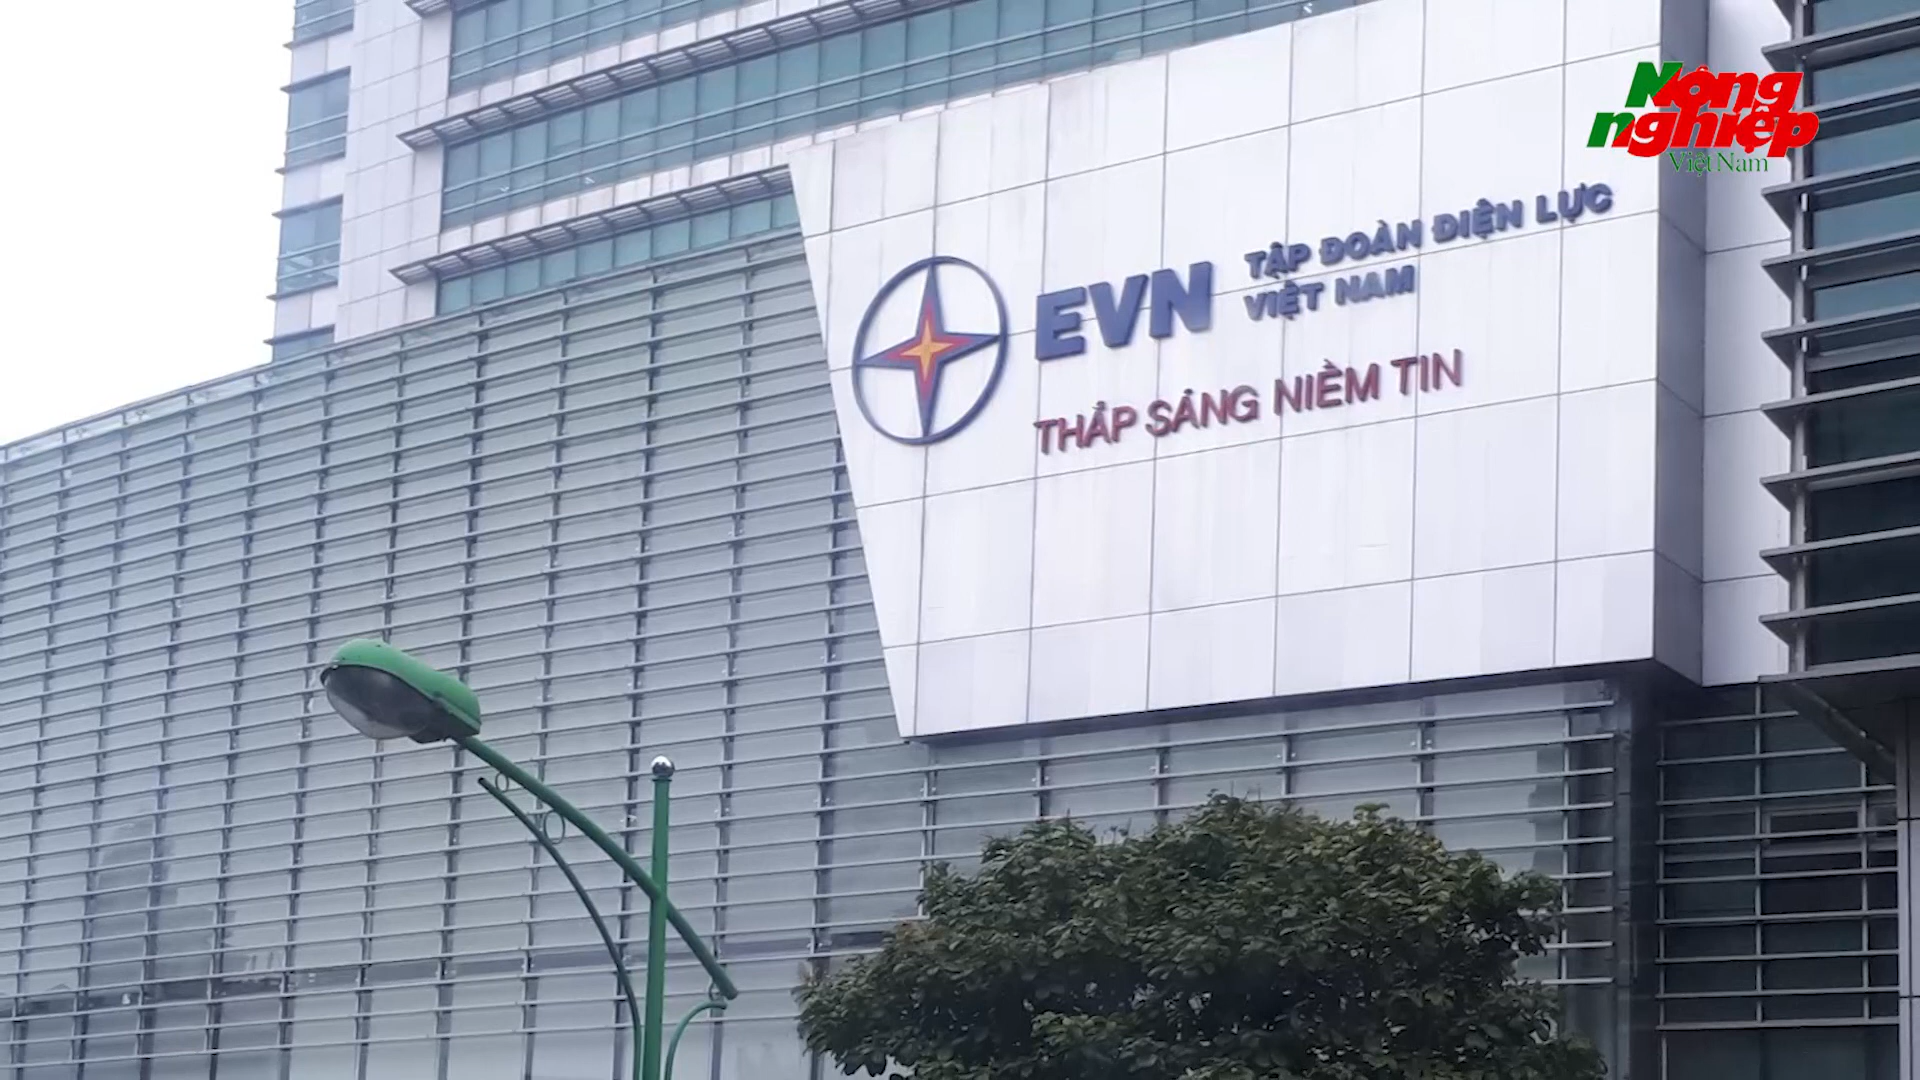 Nông
nghiệp
Việt Nam
EVN
TẬP ĐOÀN ĐIỆN LỰC
VIỆT NAM
THẮP SÁNG NIỀM TIN